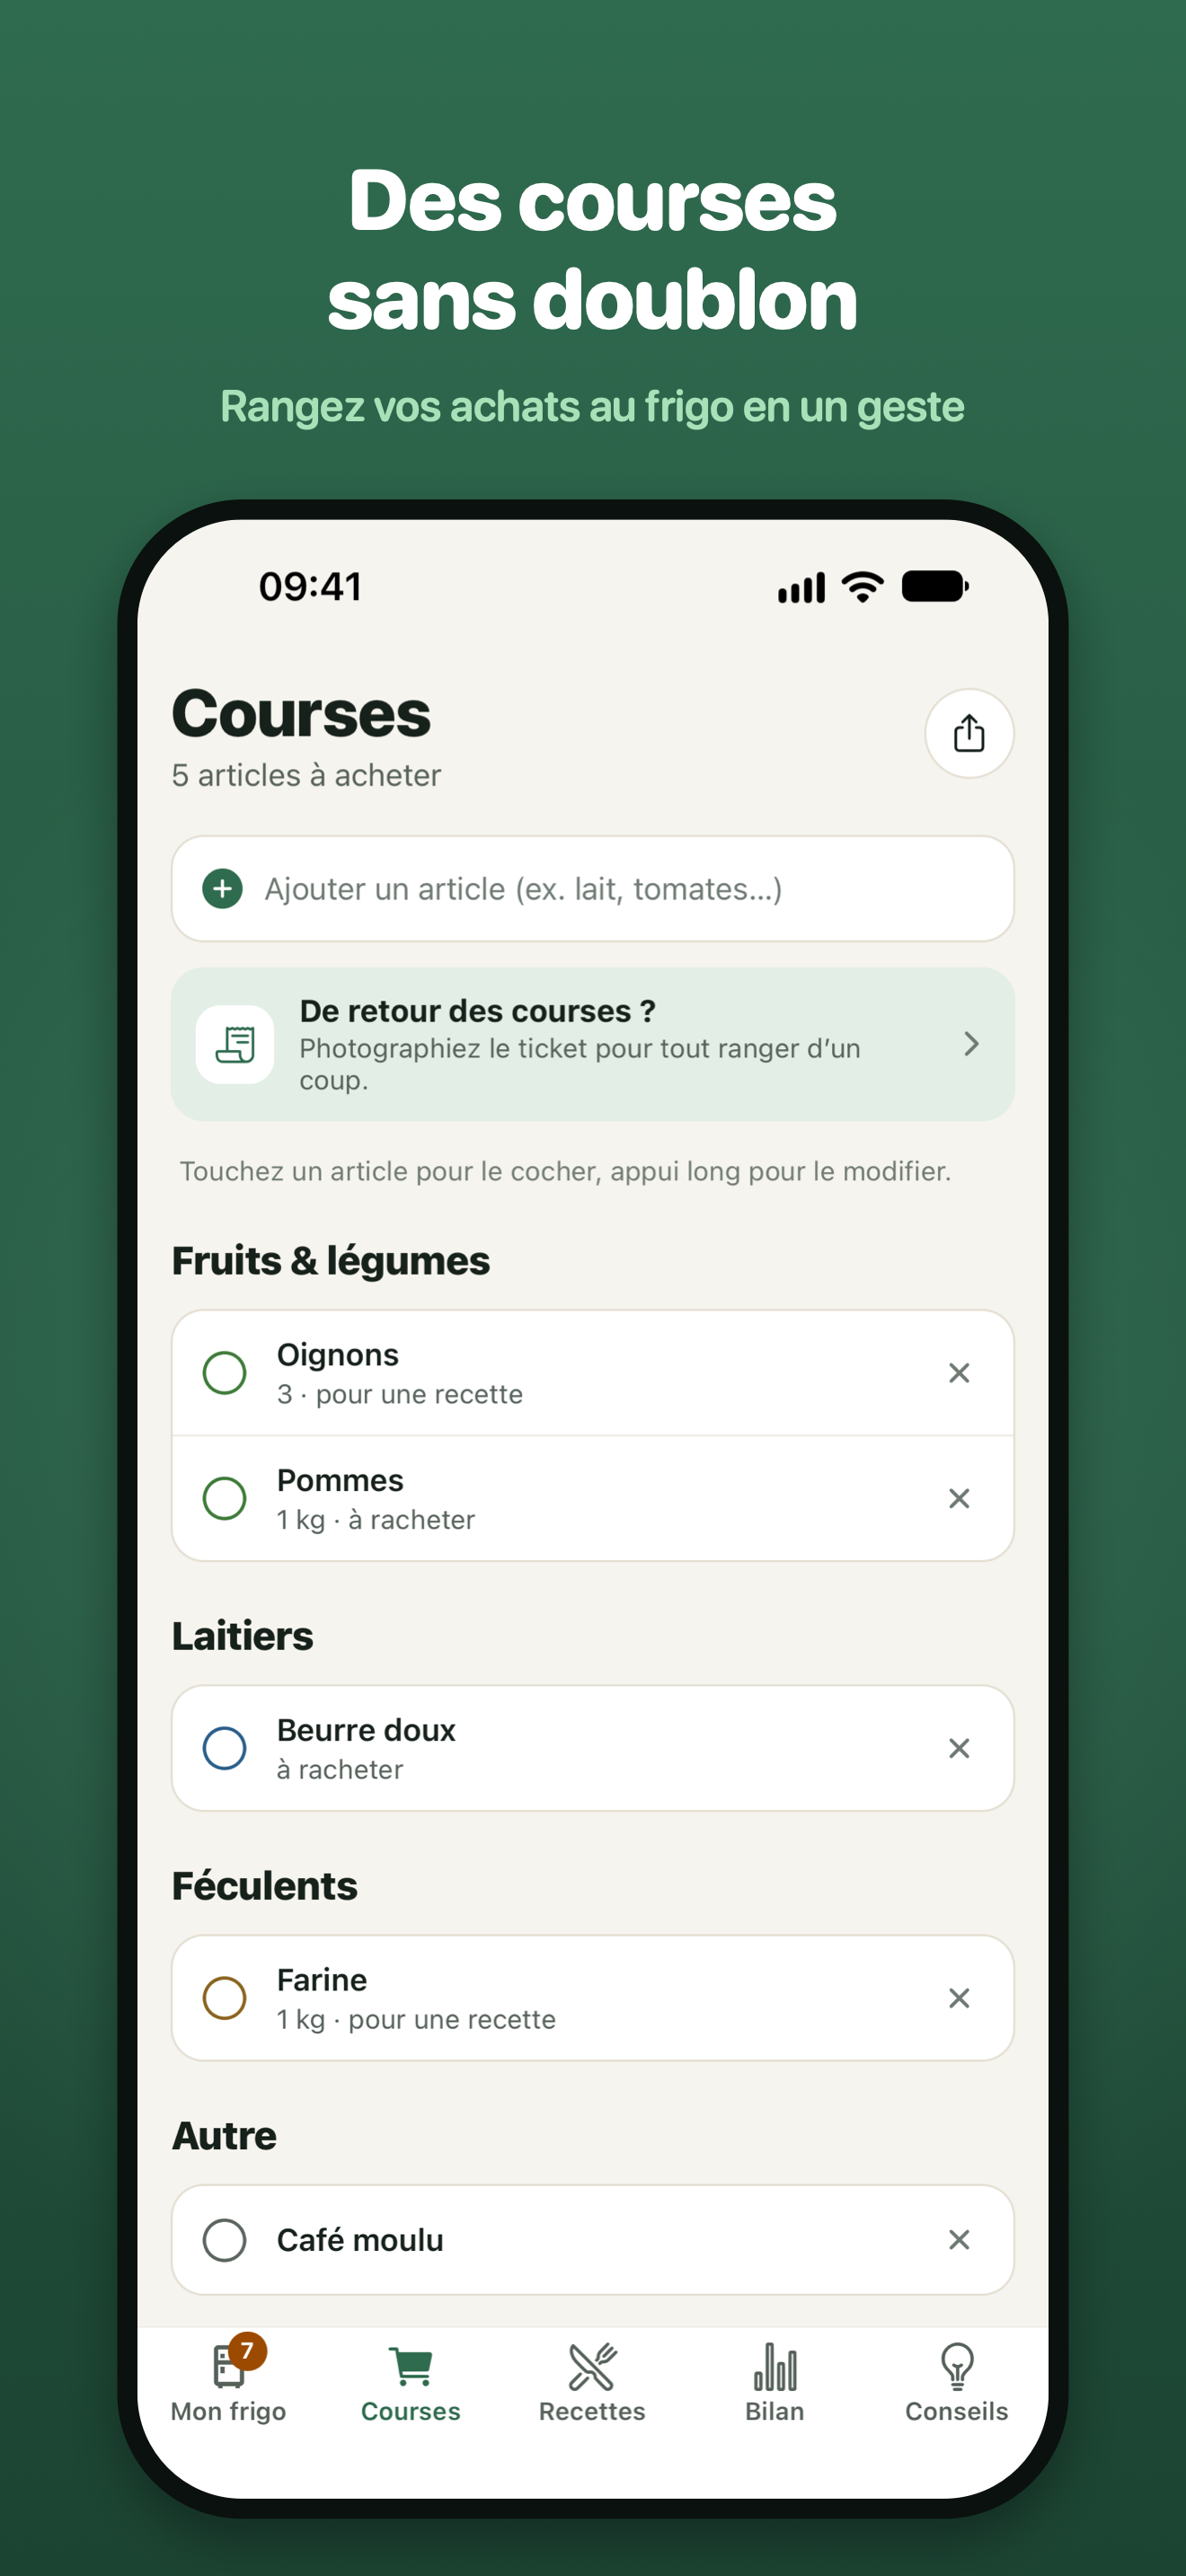 Des courses
sans doublon
Rangez vos achats au frigo en un geste
09:41
Courses
5 articles à acheter
Ajouter un article (ex. lait, tomates...)
De retour des courses ?
Photographiez le ticket pour tout ranger d’un
coup.
Touchez un article pour le cocher, appui long pour le modifier.
Fruits & légumes
Oignons
3 · pour une recette
Pommes
1 kg · à racheter
Laitiers
Beurre doux
à racheter
Féculents
Farine
1 kg · pour une recette
Autre
Café moulu
7
Mon frigo
Courses
Recettes
Bilan
Conseils